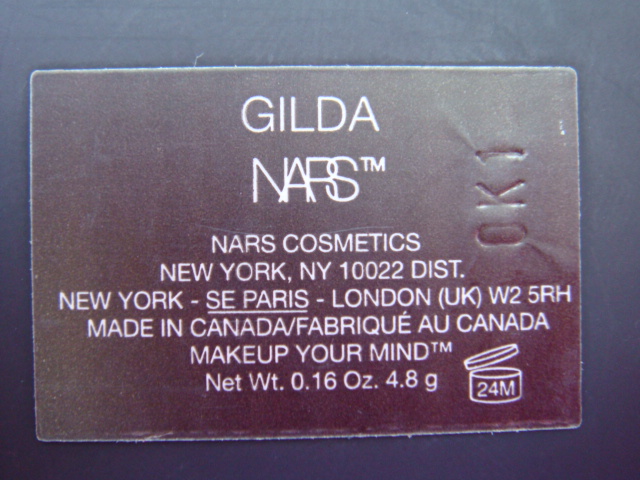 GILDA
NARS™
0K1
NARS COSMETICS
NEW YORK, NY 10022 DIST.
NEW YORK - SE PARIS - LONDON (UK) W2 5RH
MADE IN CANADA/FABRIQUÉ AU CANADA
MAKEUP YOUR MIND™
Net Wt. 0.16 Oz. 4.8 g
24M